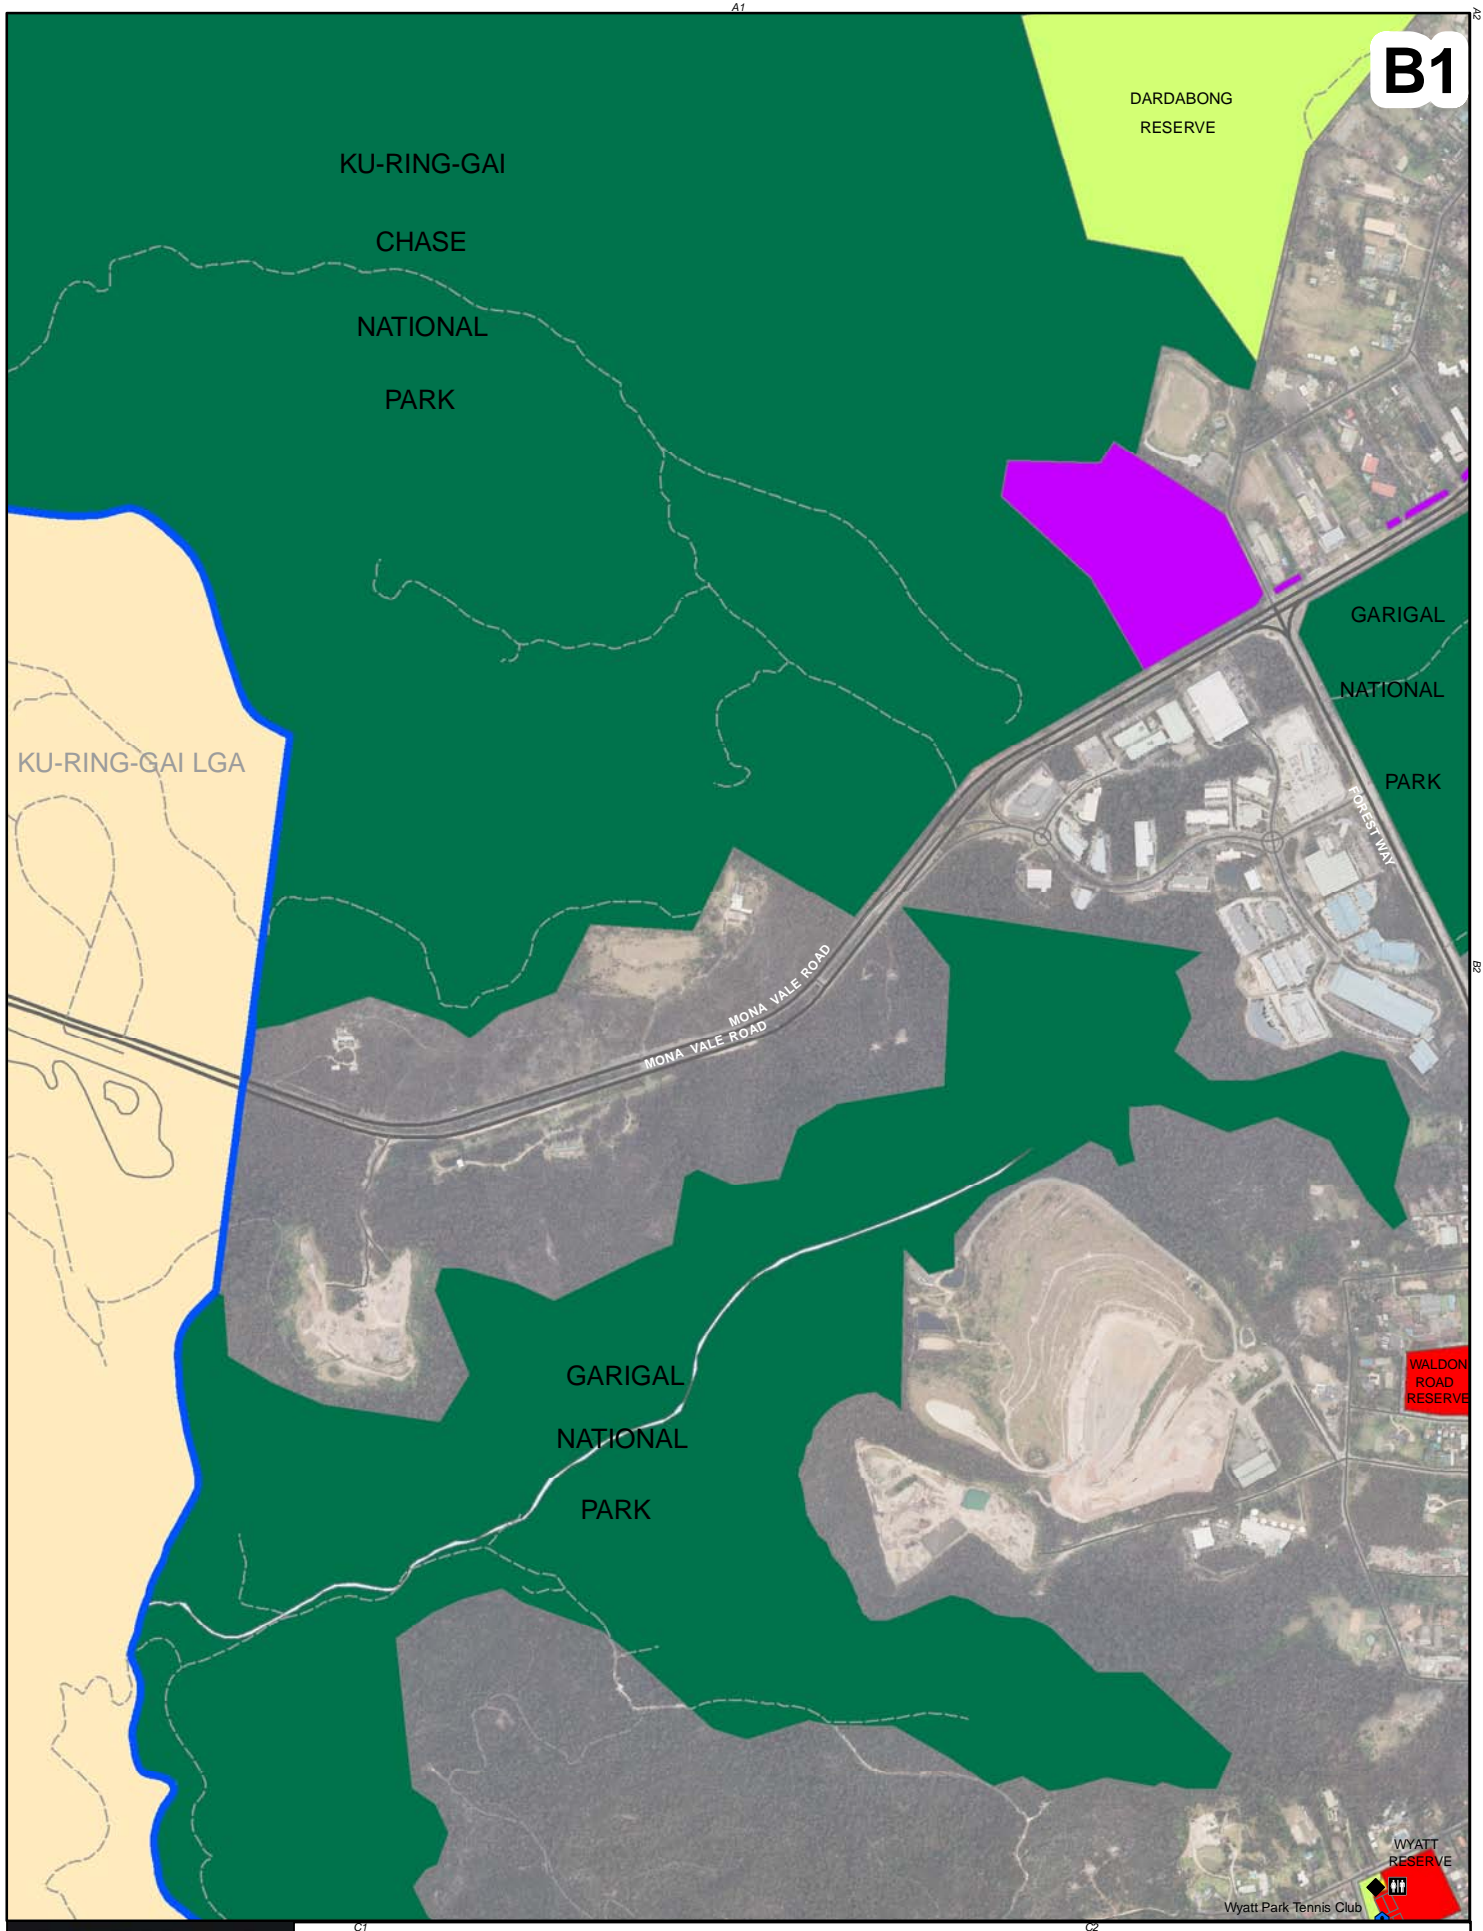 A1
A2
B1
DARDABONG
RESERVE
KU-RING-GAI
CHASE
NATIONAL
PARK
GARIGAL
NATIONAL
PARK
KU-RING-GAI LGA
FOREST WAY
MONA VALE ROAD
MONA VALE ROAD
B2
GARIGAL
NATIONAL
PARK
WALDON
ROAD
RESERVE
WYATT
RESERVE
Wyatt Park Tennis Club
C1
C2